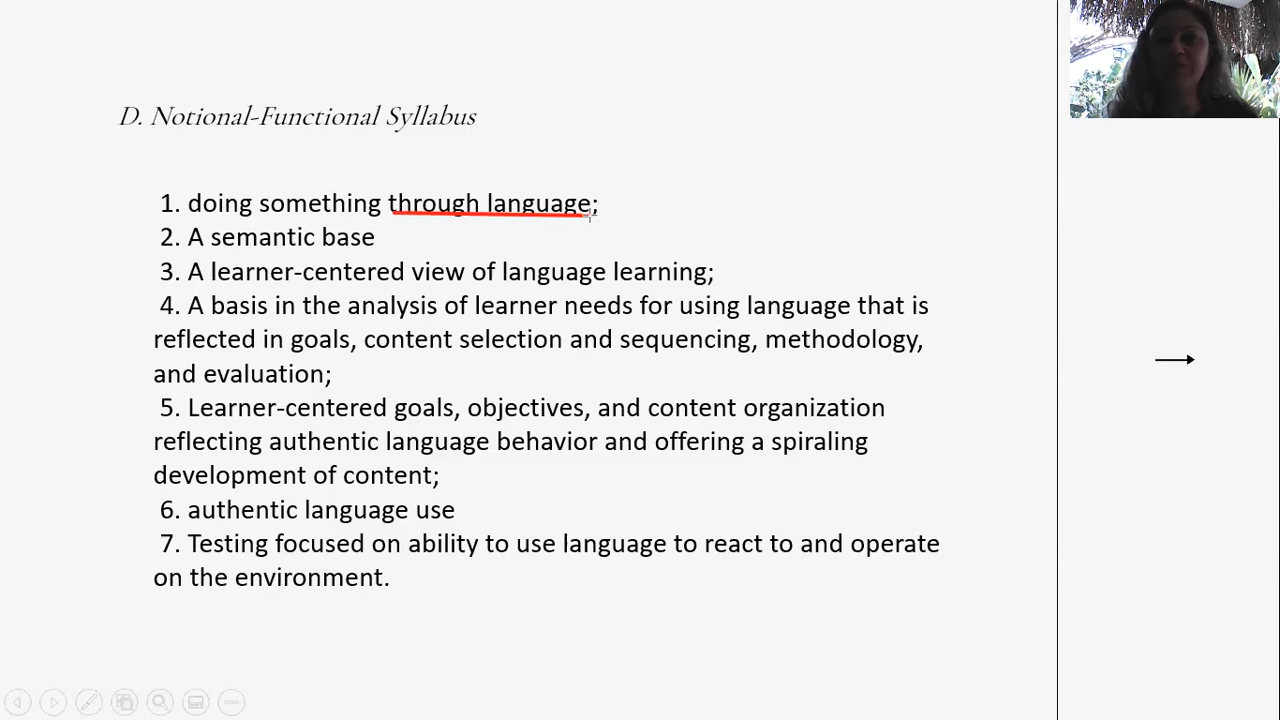 D. Notional-Functional Syllabus
1. doing something through language;
2. A semantic base
3. A learner-centered view of language learning;
4. A basis in the analysis of learner needs for using language that is
reflected in goals, content selection and sequencing, methodology,
and evaluation;
5. Learner-centered goals, objectives, and content organization
reflecting authentic language behavior and offering a spiraling
development of content;
6. authentic language use
7. Testing focused on ability to use language to react to and operate
on the environment.